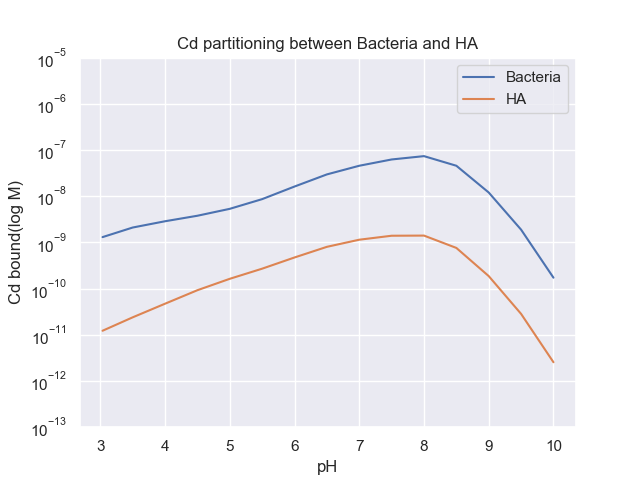 Cd partitioning between Bacteria and HA
Bacteria
HA
Cd bound(log M)
10⁻⁵
10⁻⁶
10⁻⁷
10⁻⁸
10⁻⁹
10⁻¹⁰
10⁻¹¹
10⁻¹²
10⁻¹³
3 4 5 6 7 8 9 10
pH